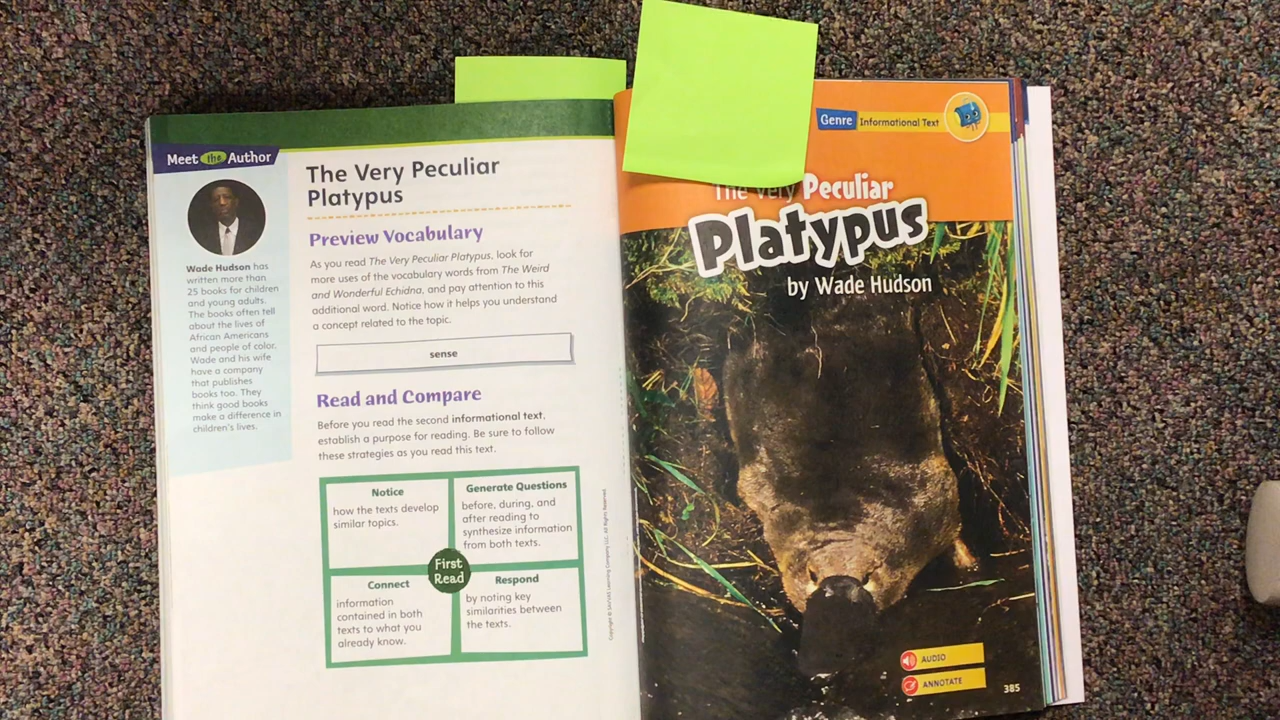 Meet the Author
Wade Hudson has
written more than
25 books for children
and young adults.
The books often tell
about the lives of
African Americans
and people of color.
Wade and his wife
have a company
that publishes
books too. They
think good books
make a difference in
children's lives.
The Very Peculiar
Platypus
Preview Vocabulary
As you read The Very Peculiar Platypus, look for
more uses of the vocabulary words from The Weird
and Wonderful Echidna, and pay attention to this
additional word. Notice how it helps you understand
a concept related to the topic.
sense
Read and Compare
Before you read the second informational text,
establish a purpose for reading. Be sure to follow
these strategies as you read this text.
Notice
how the texts develop
similar topics.
Generate Questions
before, during, and
after reading to
synthesize information
from both texts.
First
Read
Connect
information
contained in both
texts to what you
already know.
Respond
by noting key
similarities between
the texts.
Copyright © SAVVAS Learning Company LLC. All Rights Reserved.
Genre Informational Text
The Very Peculiar
Platypus
by Wade Hudson
AUDIO
ANNOTATE
385